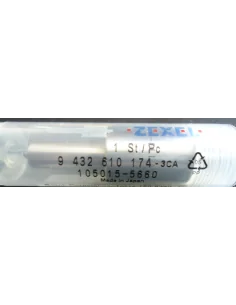 ZEXEL
1 St / Pc
9 432 610 174 -3CA
105015-5660
Made in Japan